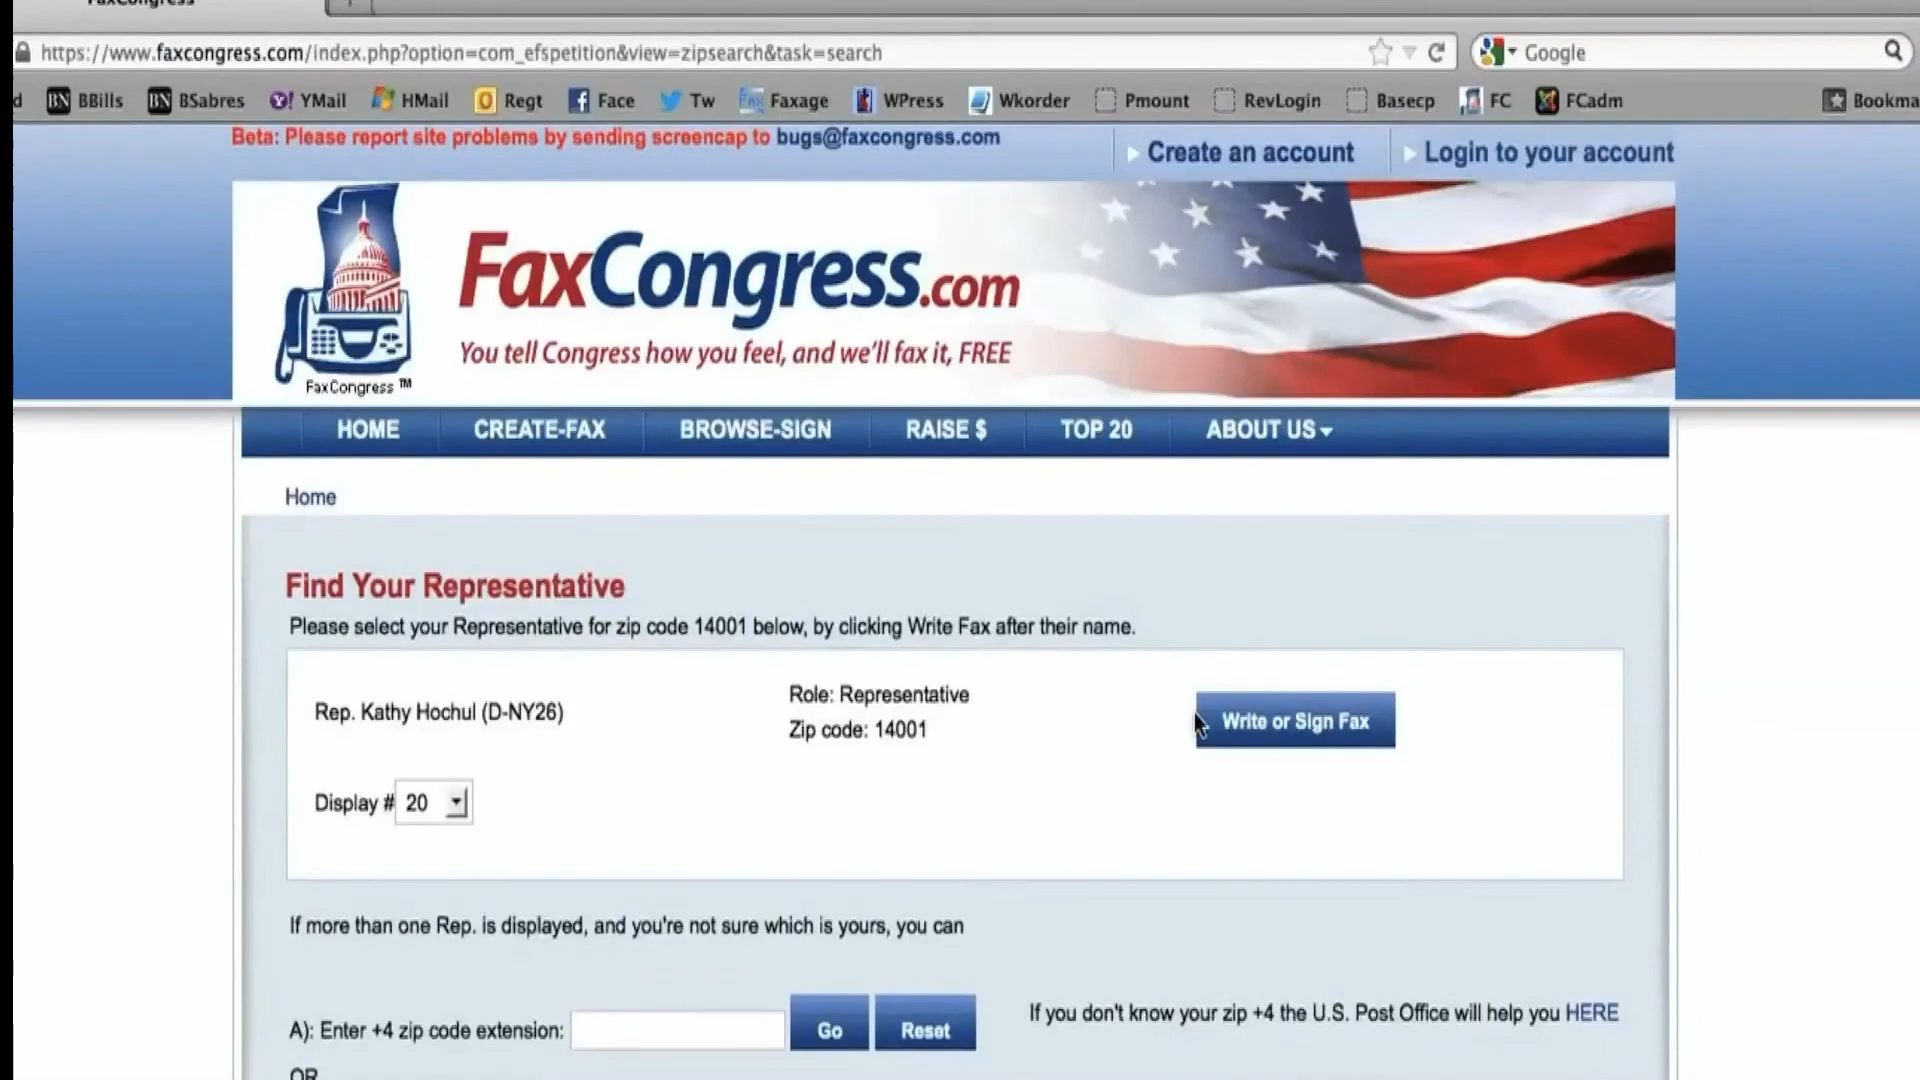 FaxCongress
https://www.faxcongress.com/index.php?option=com_efspetition&view=zipsearch&task=search
Google
d BN BBills BN BSabres YMail HMail Regt Face Tw Faxage WPress Wkorder Pmount RevLogin Basecp FC FCadm Bookma
Beta: Please report site problems by sending screencap to bugs@faxcongress.com
Create an account
Login to your account
FaxCongress.com
You tell Congress how you feel, and we'll fax it, FREE
FaxCongress ™
HOME CREATE-FAX BROWSE-SIGN RAISE $ TOP 20 ABOUT US
Home
Find Your Representative
Please select your Representative for zip code 14001 below, by clicking Write Fax after their name.
Rep. Kathy Hochul (D-NY26)
Role: Representative
Zip code: 14001
Write or Sign Fax
Display # 20
If more than one Rep. is displayed, and you're not sure which is yours, you can
A): Enter +4 zip code extension: Go Reset
If you don't know your zip +4 the U.S. Post Office will help you HERE
OR